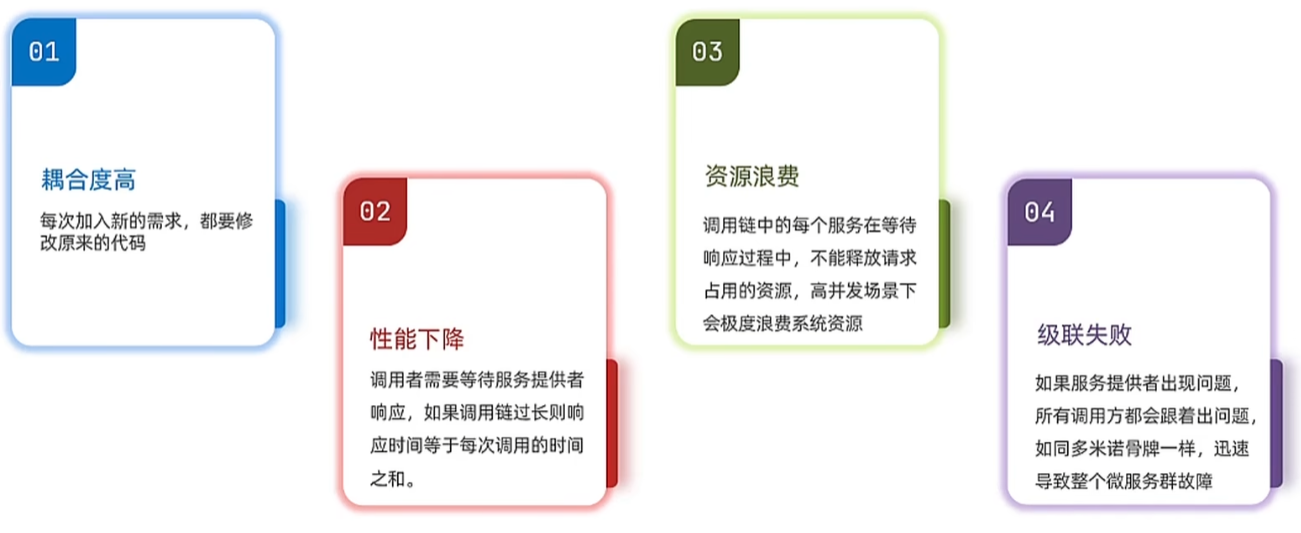 01
耦合度高
每次加入新的需求，都要修
改原来的代码
02
性能下降
调用者需要等待服务提供者
响应，如果调用链过长则响
应时间等于每次调用的时间
之和。
03
资源浪费
调用链中的每个服务在等待
响应过程中，不能释放请求
占用的资源，高并发场景下
会极度浪费系统资源
04
级联失败
如果服务提供者出现问题，
所有调用方都会跟着出问题，
如同多米诺骨牌一样，迅速
导致整个微服务群故障